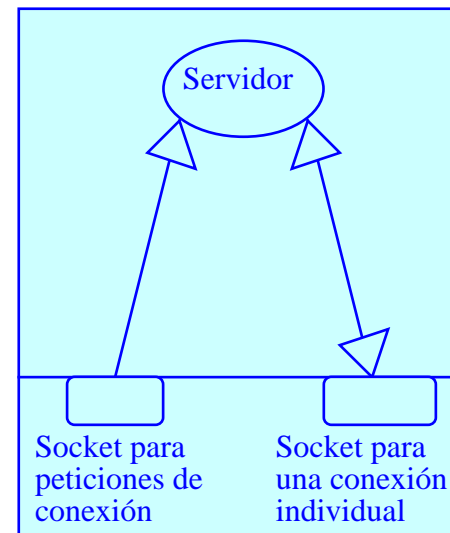 Servidor
Socket para
peticiones de
conexión
Socket para
una conexión
individual